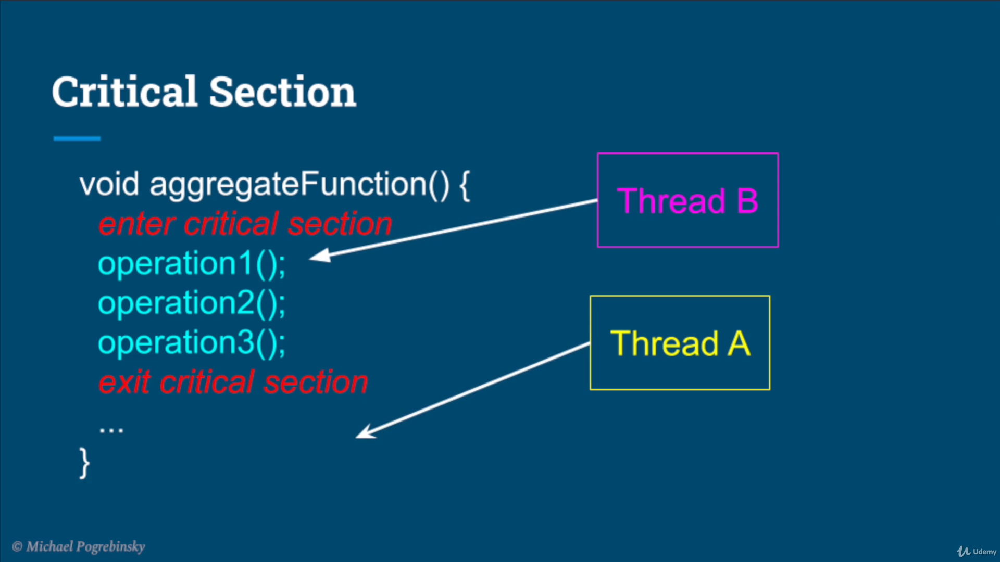 Critical Section
void aggregateFunction() {
enter critical section
operation1();
operation2();
operation3();
exit critical section
...
}
Thread B
Thread A
© Michael Pogrebinsky
Udemy